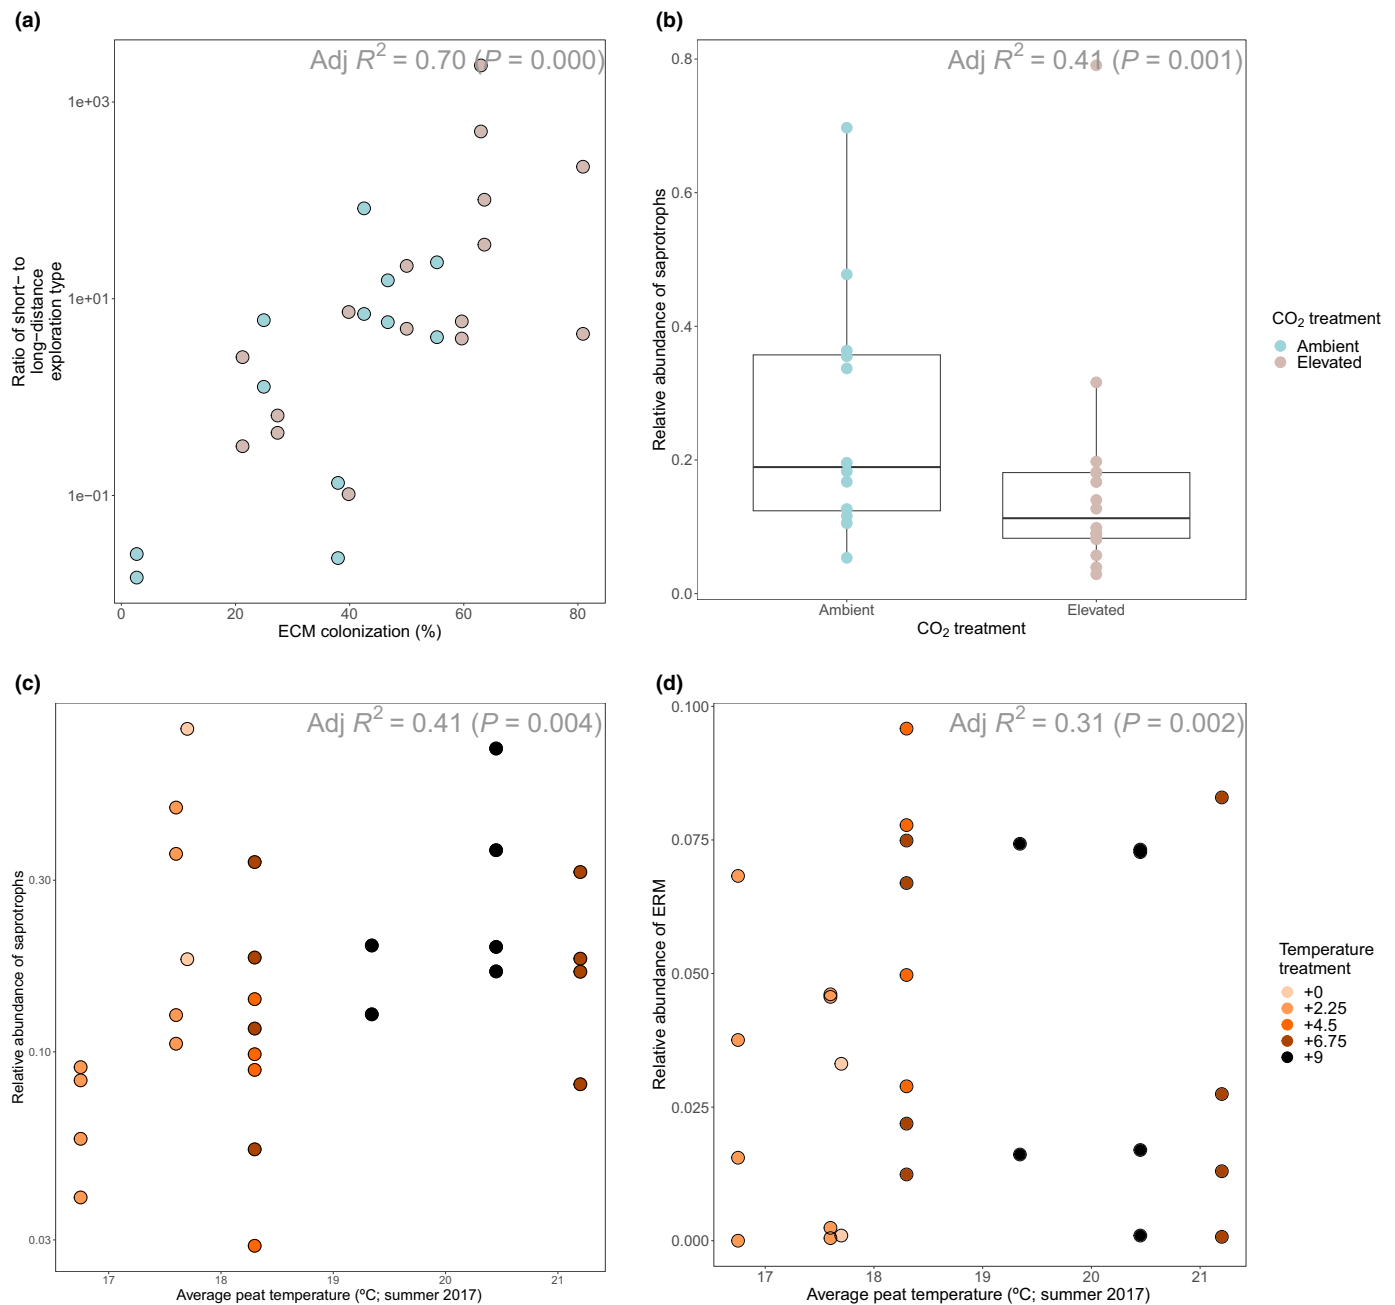 (a)
Adj R² = 0.70 (P = 0.000)
1e+03
1e+01
1e−01
Ratio of short− to
long−distance
exploration type
0 20 40 60 80
ECM colonization (%)
(b)
Adj R² = 0.41 (P = 0.001)
0.8
0.6
0.4
0.2
0.0
Relative abundance of saprotrophs
Ambient Elevated
CO₂ treatment
CO₂ treatment
Ambient
Elevated
(c)
Adj R² = 0.41 (P = 0.004)
0.30
0.10
0.03
Relative abundance of saprotrophs
17 18 19 20 21
Average peat temperature (ºC; summer 2017)
(d)
Adj R² = 0.31 (P = 0.002)
0.100
0.075
0.050
0.025
0.000
Relative abundance of ERM
17 18 19 20 21
Average peat temperature (ºC; summer 2017)
Temperature
treatment
+0
+2.25
+4.5
+6.75
+9